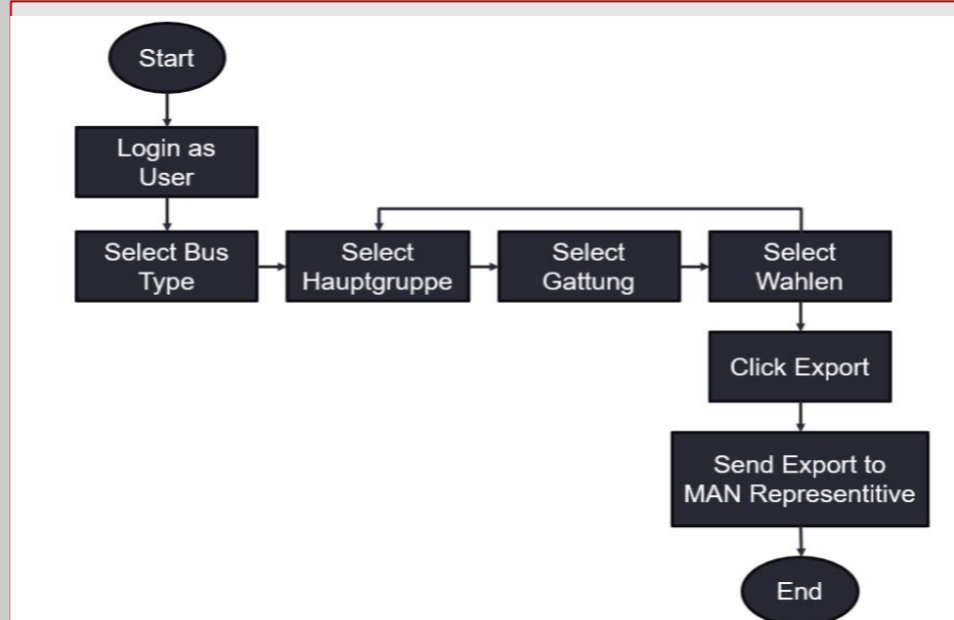 Start
Login as
User
Select Bus
Type
Select
Hauptgruppe
Select
Gattung
Select
Wahlen
Click Export
Send Export to
MAN Representitive
End